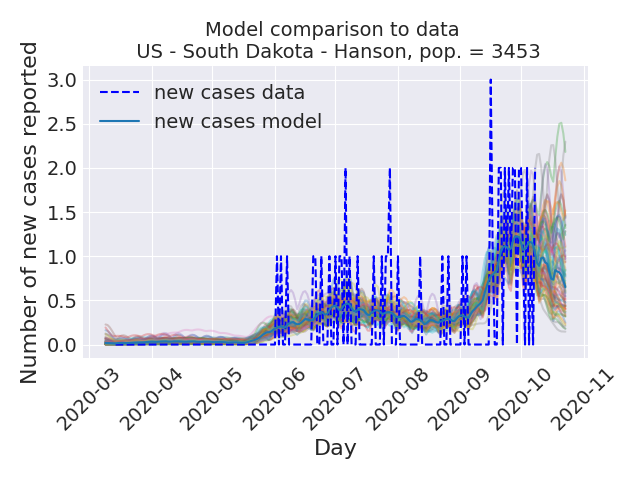 Model comparison to data
US - South Dakota - Hanson, pop. = 3453
Number of new cases reported
3.0
2.5
2.0
1.5
1.0
0.5
0.0
new cases data
new cases model
2020-03
2020-04
2020-05
2020-06
2020-07
2020-08
2020-09
2020-10
2020-11
Day